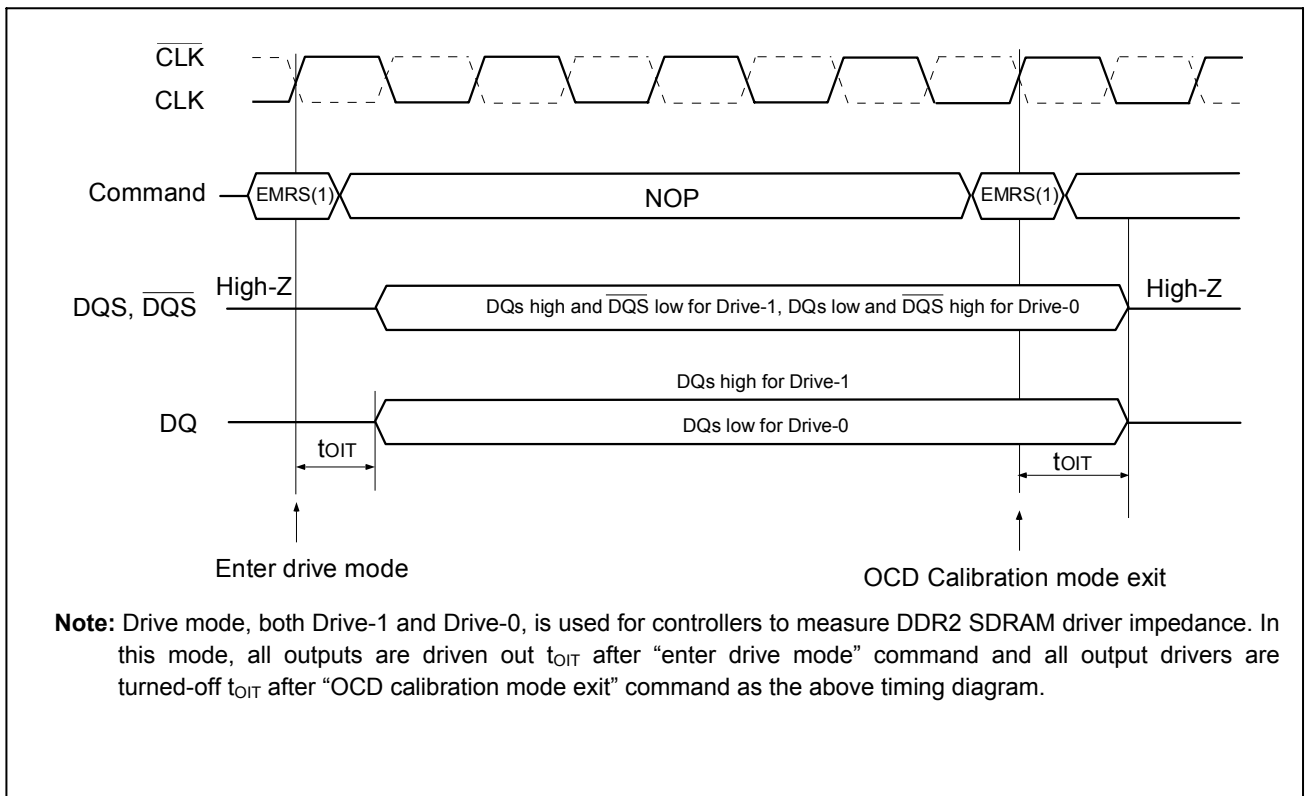 CLK
CLK
Command
EMRS(1)
NOP
EMRS(1)
DQS, DQS
High-Z
DQs high and DQS low for Drive-1, DQs low and DQS high for Drive-0
High-Z
DQs high for Drive-1
DQ
DQs low for Drive-0
tOIT
tOIT
Enter drive mode
OCD Calibration mode exit
Note: Drive mode, both Drive-1 and Drive-0, is used for controllers to measure DDR2 SDRAM driver impedance. In
this mode, all outputs are driven out tOIT after “enter drive mode” command and all output drivers are
turned-off tOIT after “OCD calibration mode exit” command as the above timing diagram.